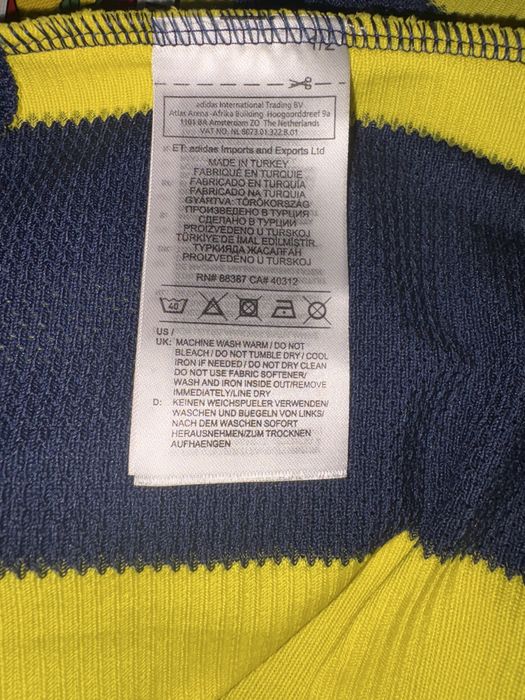 1/2
adidas International Trading BV
Atlas Arena -Afrika Building Hoogoorddreef 9a
1101 BA Amsterdam ZO The Netherlands
VAT NO. NL 8073.01.322.B.01
ET: adidas Imports and Exports Ltd
MADE IN TURKEY
FABRIQUÉ EN TURQUIE
FABRICADO EN TURQUÍA
FABRICADO NA TURQUIA
GYÁRTVA: TÖRÖKORSZÁG
ПРОИЗВЕДЕНО В ТУРЦИИ
СДЕЛАНО В ТУРЦИИ
PROIZVEDENO U TURSKOJ
TÜRKİYE'DE İMAL EDİLMİŞTİR.
ТУРКИЯДА ЖАСАЛҒАН
PROIZVEDENO U TURSKOJ
RN# 88387 CA# 40312
40
US /
UK: MACHINE WASH WARM / DO NOT
BLEACH / DO NOT TUMBLE DRY / COOL
IRON IF NEEDED / DO NOT DRY CLEAN
DO NOT USE FABRIC SOFTENER/
WASH AND IRON INSIDE OUT/REMOVE
IMMEDIATELY/LINE DRY
D: KEINEN WEICHSPUELER VERWENDEN/
WASCHEN UND BUEGELN VON LINKS/
NACH DEM WASCHEN SOFORT
HERAUSNEHMEN/ZUM TROCKNEN
AUFHAENGEN